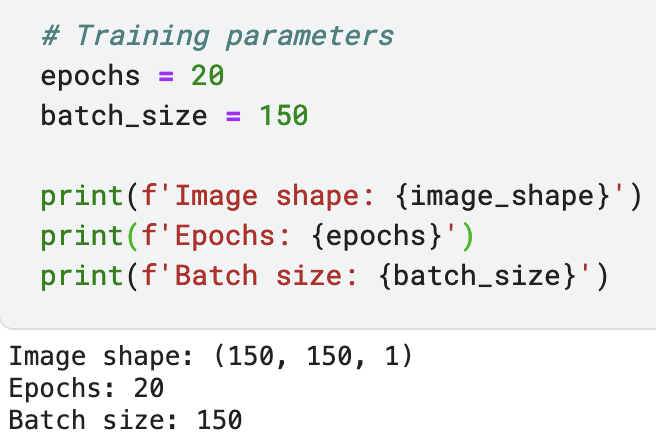 # Training parameters
epochs = 20
batch_size = 150
print(f'Image shape: {image_shape}')
print(f'Epochs: {epochs}')
print(f'Batch size: {batch_size}')
Image shape: (150, 150, 1)
Epochs: 20
Batch size: 150